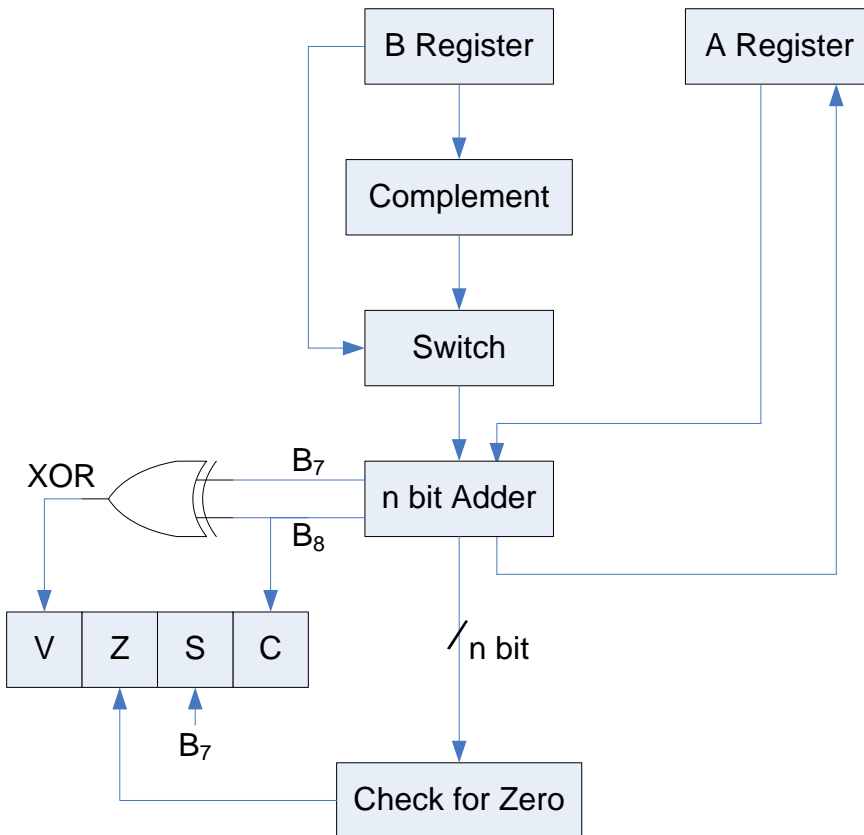 B Register
A Register
Complement
Switch
XOR
B₇
n bit Adder
B₈
V
Z
S
C
n bit
B₇
Check for Zero